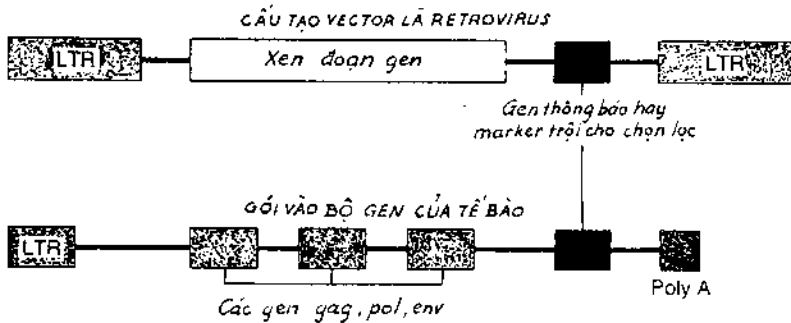 CẤU TẠO VECTOR LÀ RETROVIRUS
LTR
Xen đoạn gen
LTR
Gen thông báo hay
marker trội cho chọn lọc
GÓI VÀO BỘ GEN CỦA TẾ BÀO
LTR
Poly A
Các gen gag, pol, env